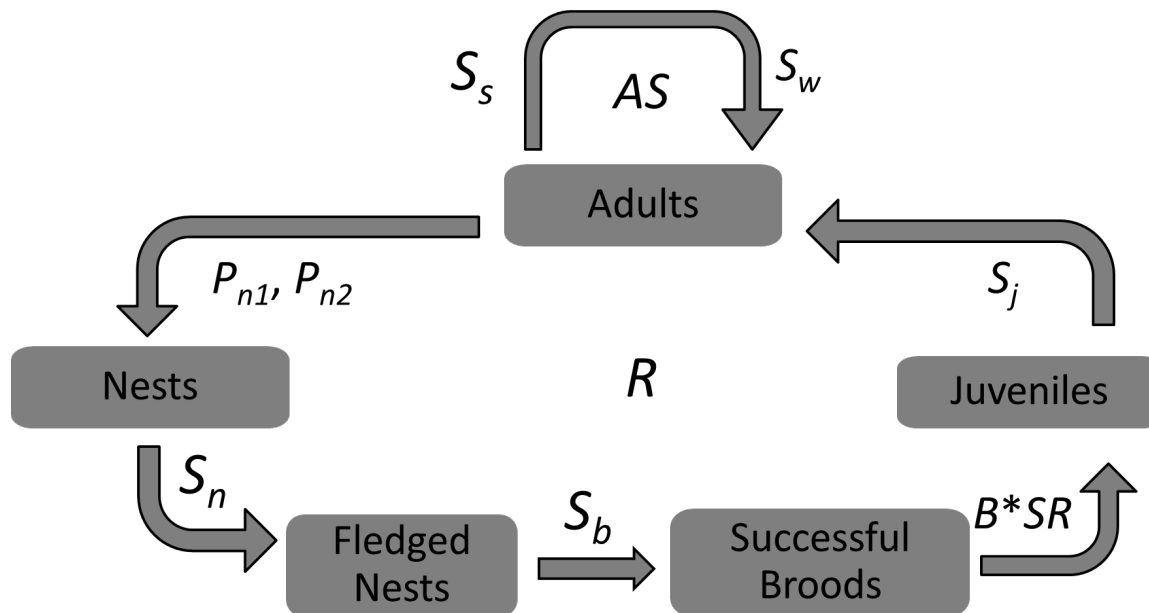 S_s
AS
S_w
Adults
P_n1, P_n2
S_j
Nests
R
Juveniles
S_n
Fledged
Nests
S_b
Successful
Broods
B*SR